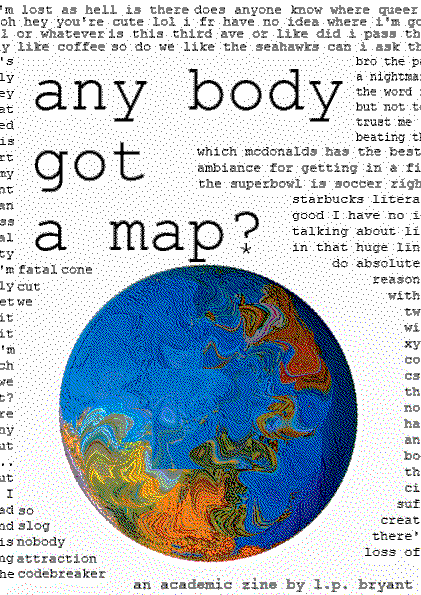 'm lost as hell is there does anyone know where queer
oh hey you're cute lol i fr have no idea where i'm go
l or whatever is this third ave or like did i pass th
y like coffee so do we like the seahawks can i ask th
's
bro the pa
ly
a nightma
ey
the word
at
but not to
ed
trust me
is
beating th
any body
got
a map?
which mcdonalds has the best
ambiance for getting in a fi
the superbowl is soccer righ
starbucks litera
good I have no i
talking about li
in that huge lin
do absolute
reason
with
tw
wi
xy
co
cs
th
no
ha
an
bo
th
ci
suf
creat
there'
loss of
rt
my
nt
an
ss
al
ty
'm fatal cone
ly cut
et we
it
it
'm
ch
we
t?
re
ny
ut
..
ut
I
ad so
nd slog
is nobody
ng attraction
he codebreaker
an academic zine by l.p. bryant